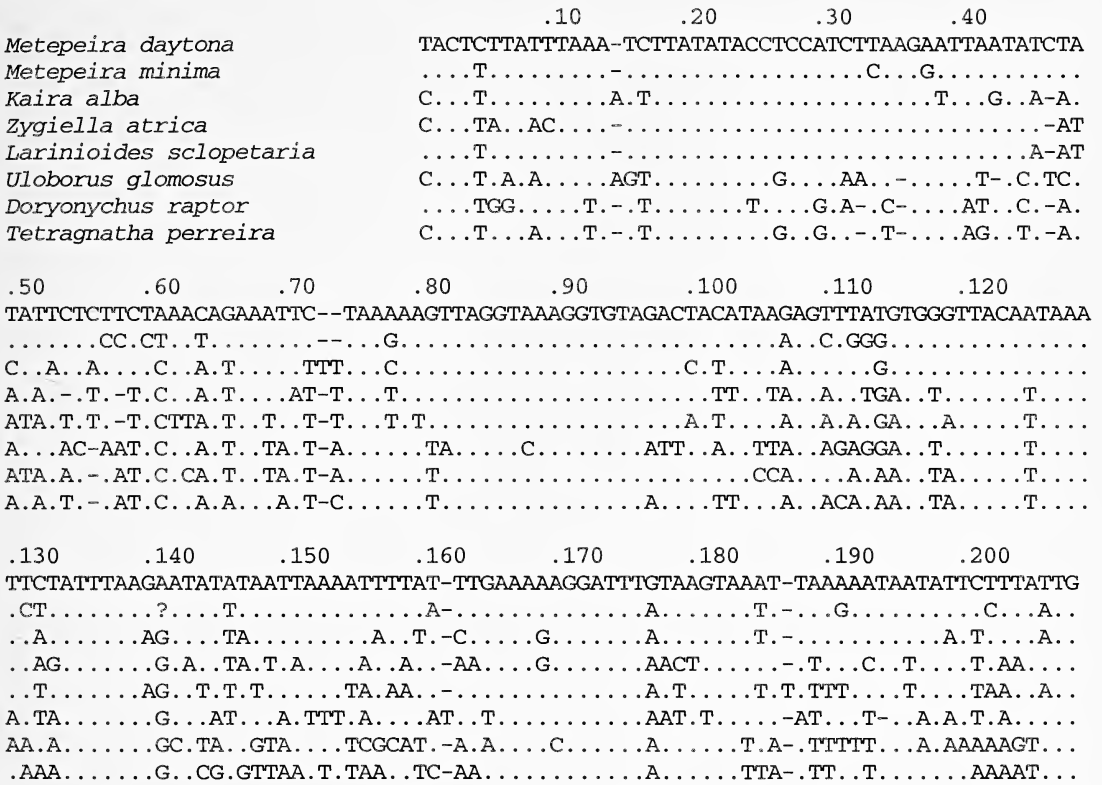 .10 .20 .30 .40
Metepeira daytona TACTCTTATTTAAA-TCTTATATACCTCCATCTTAAGAATTAATATCTA
Metepeira minima ....T.........-..................C...G...........
Kaira alba C...T.........A.T.....................T...G..A-A.
Zygiella atrica C...TA..AC....-...............................-AT
Larinioides sclopetaria ....T.........-..............................A-AT
Uloborus glomosus C...T.A.A.....AGT.........G....AA..-.....T-.C.TC.
Doryonychus raptor ....TGG.....T.-.T.......T....G.A-.C-....AT..C.-A.
Tetragnatha perreira C...T...A...T.-.T.........G..G..-.T-....AG..T.-A.
.50 .60 .70 .80 .90 .100 .110 .120
TATTCTCTTCTAAACAGAAATTC--TAAAAAGTTAGGTAAAGGTGTAGACTACATAAGAGTTTATGTGGGTTACAATAAA
.......CC.CT..T........--...G............................A..C.GGG...............
C..A..A....C..A.T.....TTT...C.....................C.T....A......G...............
A.A.-.T.-T.C..A.T....AT-T...T.......................TT..TA..A..TGA..T......T....
ATA.T.T.-T.CTTA.T..T..T-T...T.T...................A.T....A..A.A.GA...A.....T....
A...AC-AAT.C..A.T..TA.T-A......TA......C........ATT..A..TTA..AGAGGA..T......T....
ATA.A.-.AT.C.CA.T..TA.T-A......T.......................CCA....A.AA..TA.....T....
A.A.T.-.AT.C..A.A...A.T-C......T...............A....TT...A..ACA.AA..TA.....T....
.130 .140 .150 .160 .170 .180 .190 .200
TTCTATTTAAGAATATATAATTAAAATTTTAT-TTGAAAAAGGATTTGTAAGTAAAT-TAAAAATAATATTCTTTATTG
.CT........?....T..............A-..............A.......T.-...G..........C...A..
..A.......AG....TA.........A..T.-C.....G.......A.......T.-...........A.T....A..
..AG.......G.A..TA.T.A....A..A..-AA....G.......AACT......-.T...C..T....T.AA....
..T.......AG..T.T.T......TA.AA..-..............A.T......T.T.TTT....T....TAA..A..
A.TA.......G...AT...A.TTT.A....AT..T...........AAT.T.....-AT...T-..A.A.T.A.....
AA.A.......GC.TA..GTA....TCGCAT.-A.A....C......A......T.A-.TTTTT...A.AAAAAGT...
.AAA.......G..CG.GTTAA.T.TAA..TC-AA............A......TTA-.TT..T.......AAAAT...